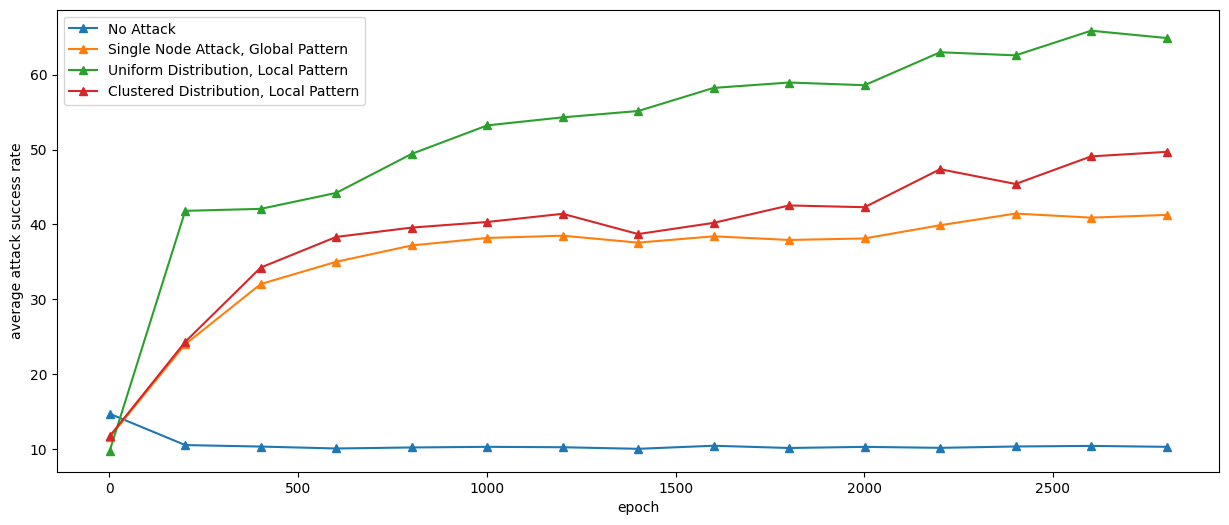 No Attack
Single Node Attack, Global Pattern
Uniform Distribution, Local Pattern
Clustered Distribution, Local Pattern
average attack success rate
60
50
40
30
20
10
0 500 1000 1500 2000 2500
epoch